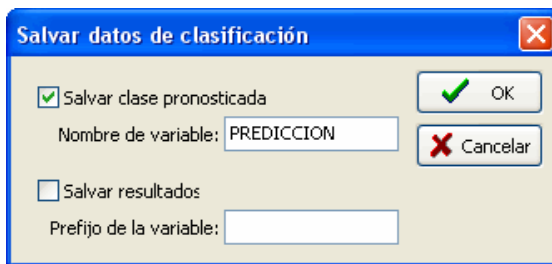 Salvar datos de clasificación
Salvar clase pronosticada
OK
Nombre de variable: PREDICCION
Cancelar
Salvar resultados
Prefijo de la variable: